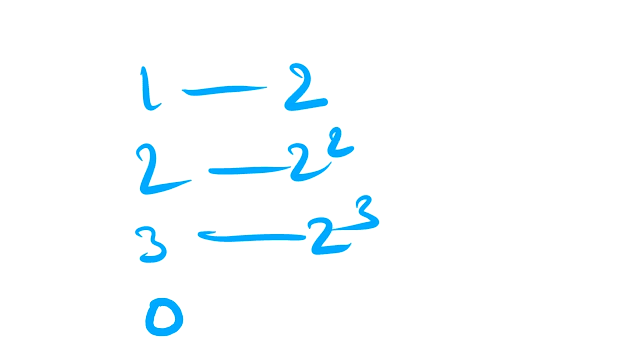 1 — 2
2 — 2²
3 — 2³
0